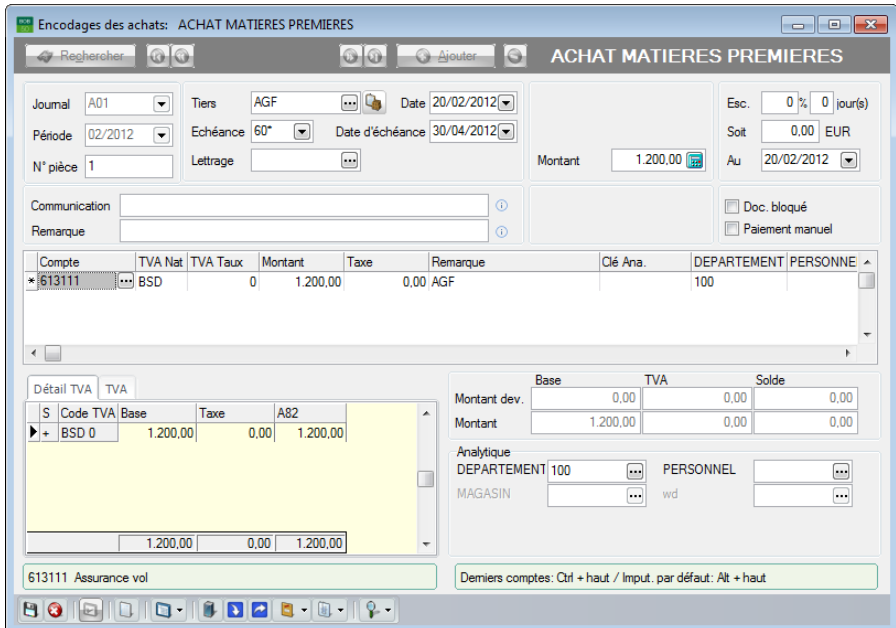 Encodages des achats: ACHAT MATIERES PREMIERES
Rechercher Ajouter ACHAT MATIERES PREMIERES
Journal A01 Tiers AGF Date 20/02/2012 Esc. 0 % 0 jour(s)
Période 02/2012 Echéance 60* Date d'échéance 30/04/2012 Soit 0,00 EUR
N° pièce 1 Lettrage Montant 1.200,00 Au 20/02/2012
Communication Doc. bloqué
Remarque Paiement manuel
Compte TVA Nat TVA Taux Montant Taxe Remarque Clé Ana. DEPARTEMENT PERSONNE
* 613111 BSD 0 1.200,00 0,00 AGF 100
Détail TVA TVA
Base TVA Solde
Montant dev. 0,00 0,00 0,00
Montant 1.200,00 0,00 0,00
S Code TVA Base Taxe A82
+ BSD 0 1.200,00 0,00 1.200,00
1.200,00 0,00 1.200,00
Analytique
DEPARTEMENT 100 PERSONNEL
MAGASIN wd
613111 Assurance vol
Derniers comptes: Ctrl + haut / Imput. par défaut: Alt + haut